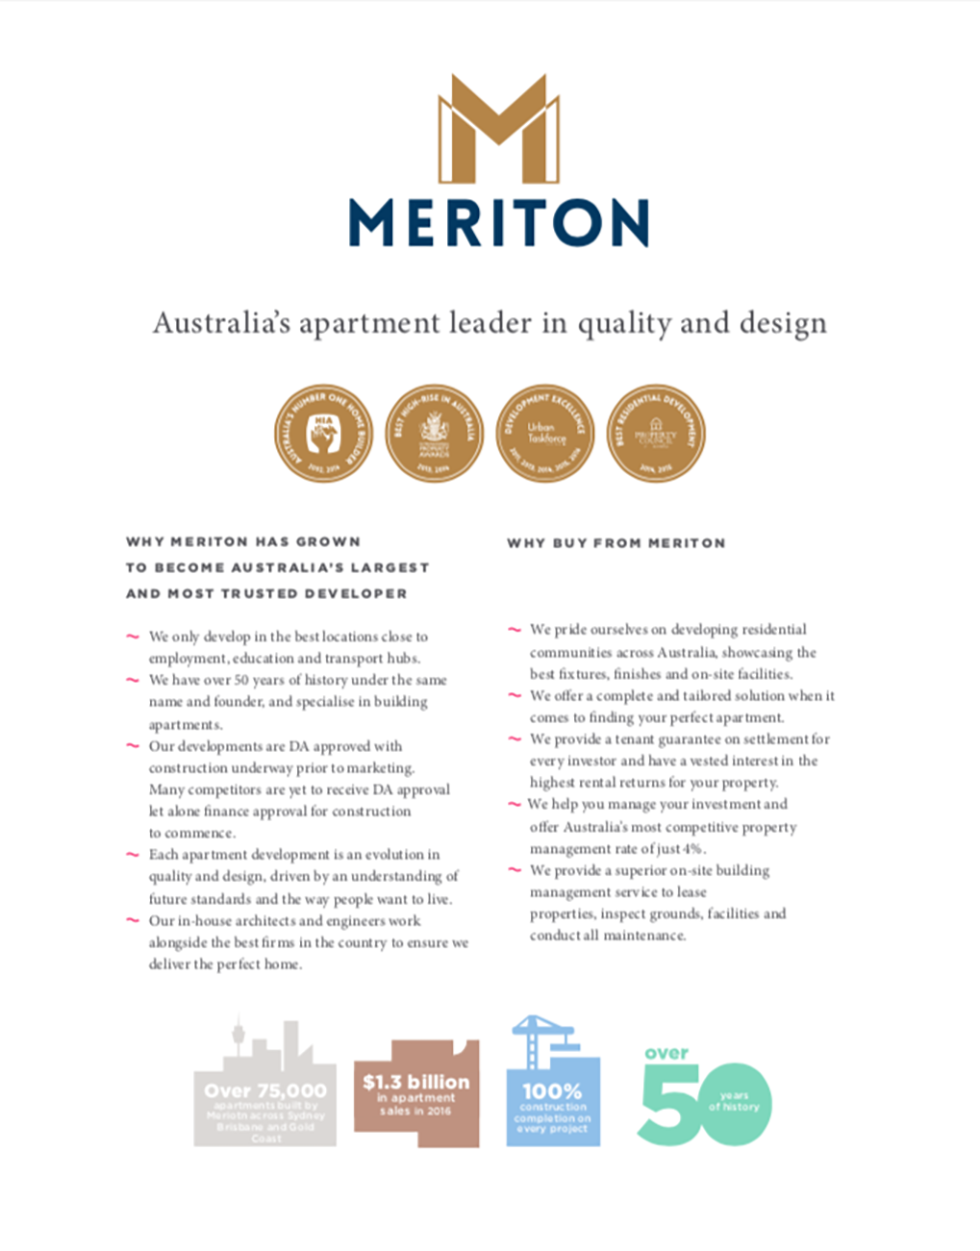 MERITON
Australia's apartment leader in quality and design
AUSTRALIA'S NUMBER ONE HOME BUILDER
HIA
BEST HIGH-RISE IN AUSTRALIA
PROPERTY
AWARDS
DEVELOPMENT EXCELLENCE
Urban
Taskforce
BEST RESIDENTIAL DEVELOPMENT
PROPERTY
COUNCIL
WHY MERITON HAS GROWN
TO BECOME AUSTRALIA'S LARGEST
AND MOST TRUSTED DEVELOPER
We only develop in the best locations close to
employment, education and transport hubs.
We have over 50 years of history under the same
name and founder, and specialise in building
apartments.
Our developments are DA approved with
construction underway prior to marketing.
Many competitors are yet to receive DA approval
let alone finance approval for construction
to commence.
Each apartment development is an evolution in
quality and design, driven by an understanding of
future standards and the way people want to live.
Our in-house architects and engineers work
alongside the best firms in the country to ensure we
deliver the perfect home.
WHY BUY FROM MERITON
We pride ourselves on developing residential
communities across Australia, showcasing the
best fixtures, finishes and on-site facilities.
We offer a complete and tailored solution when it
comes to finding your perfect apartment.
We provide a tenant guarantee on settlement for
every investor and have a vested interest in the
highest rental returns for your property.
We help you manage your investment and
offer Australia's most competitive property
management rate of just 4%.
We provide a superior on-site building
management service to lease
properties, inspect grounds, facilities and
conduct all maintenance.
Over 75,000
apartments built by
Meriotn across Sydney
Brisbane and Gold
Coast
$1.3 billion
in apartment
sales in 2016
100%
construction
completion on
every project
over
50
years
of history